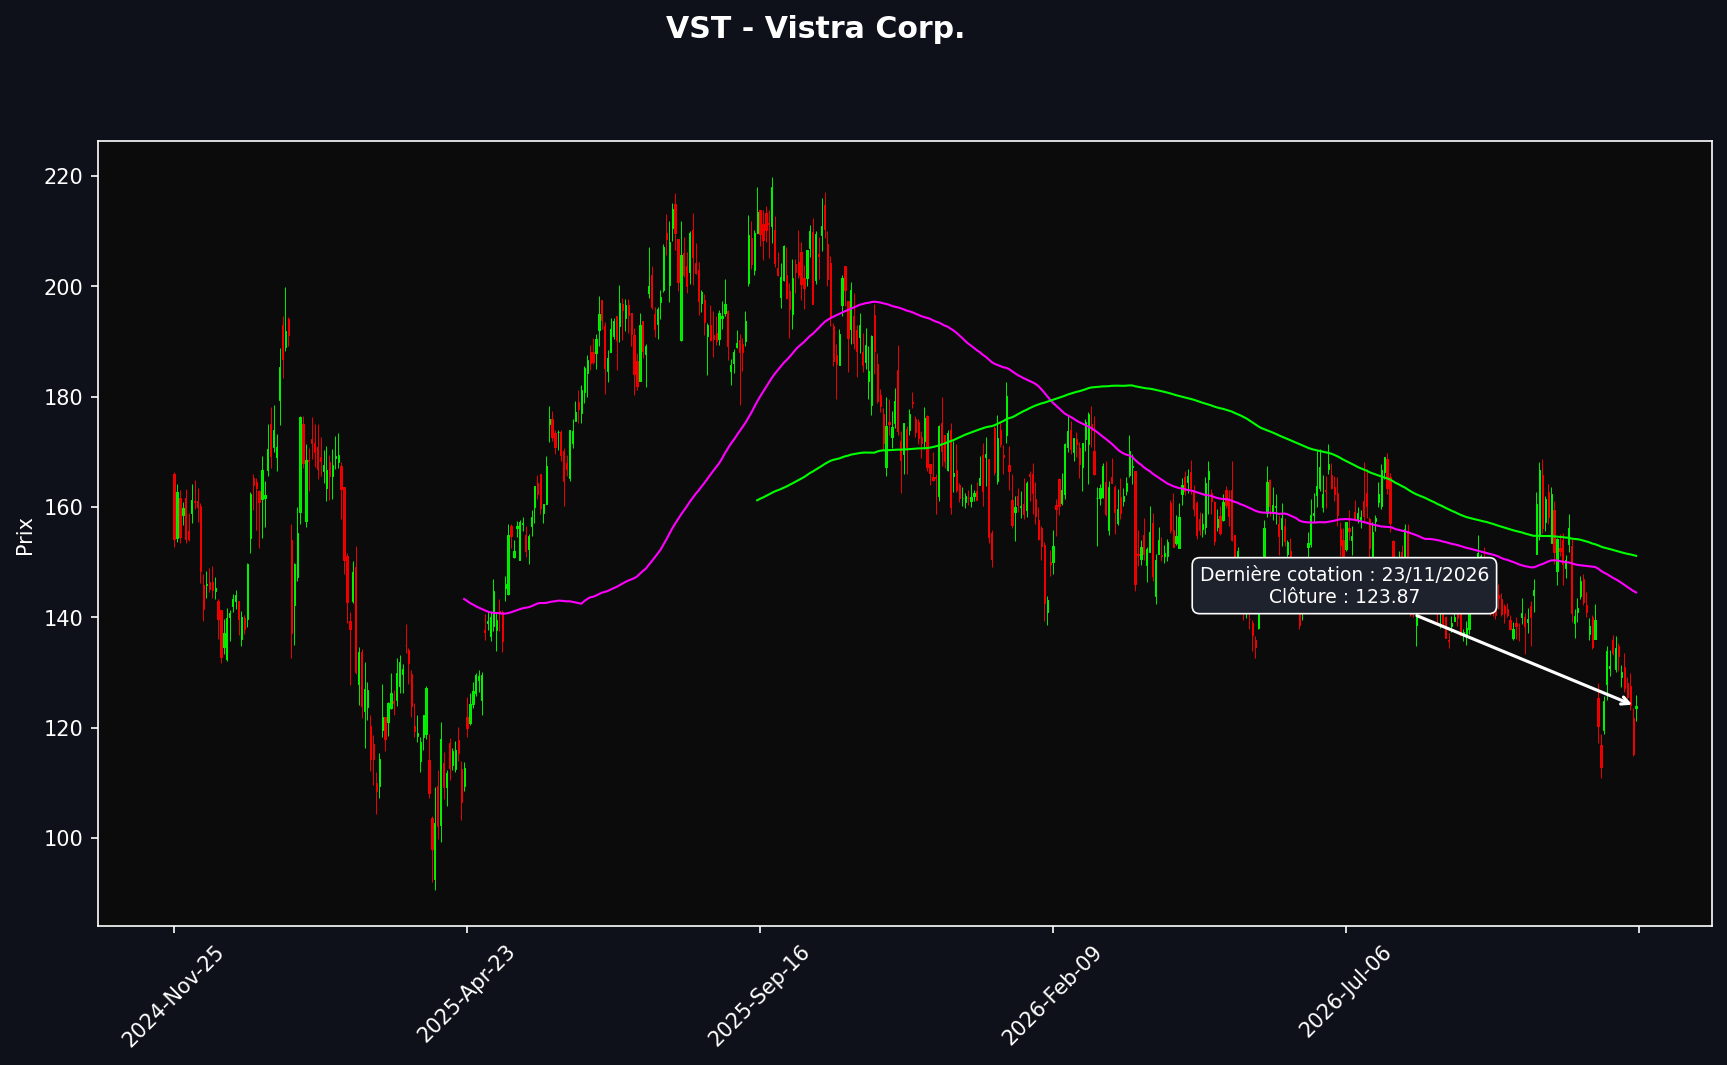 VST - Vistra Corp.
Prix
220
200
180
160
140
120
100
Dernière cotation : 23/11/2026
Clôture : 123.87
2024-Nov-25
2025-Apr-23
2025-Sep-16
2026-Feb-09
2026-Jul-06